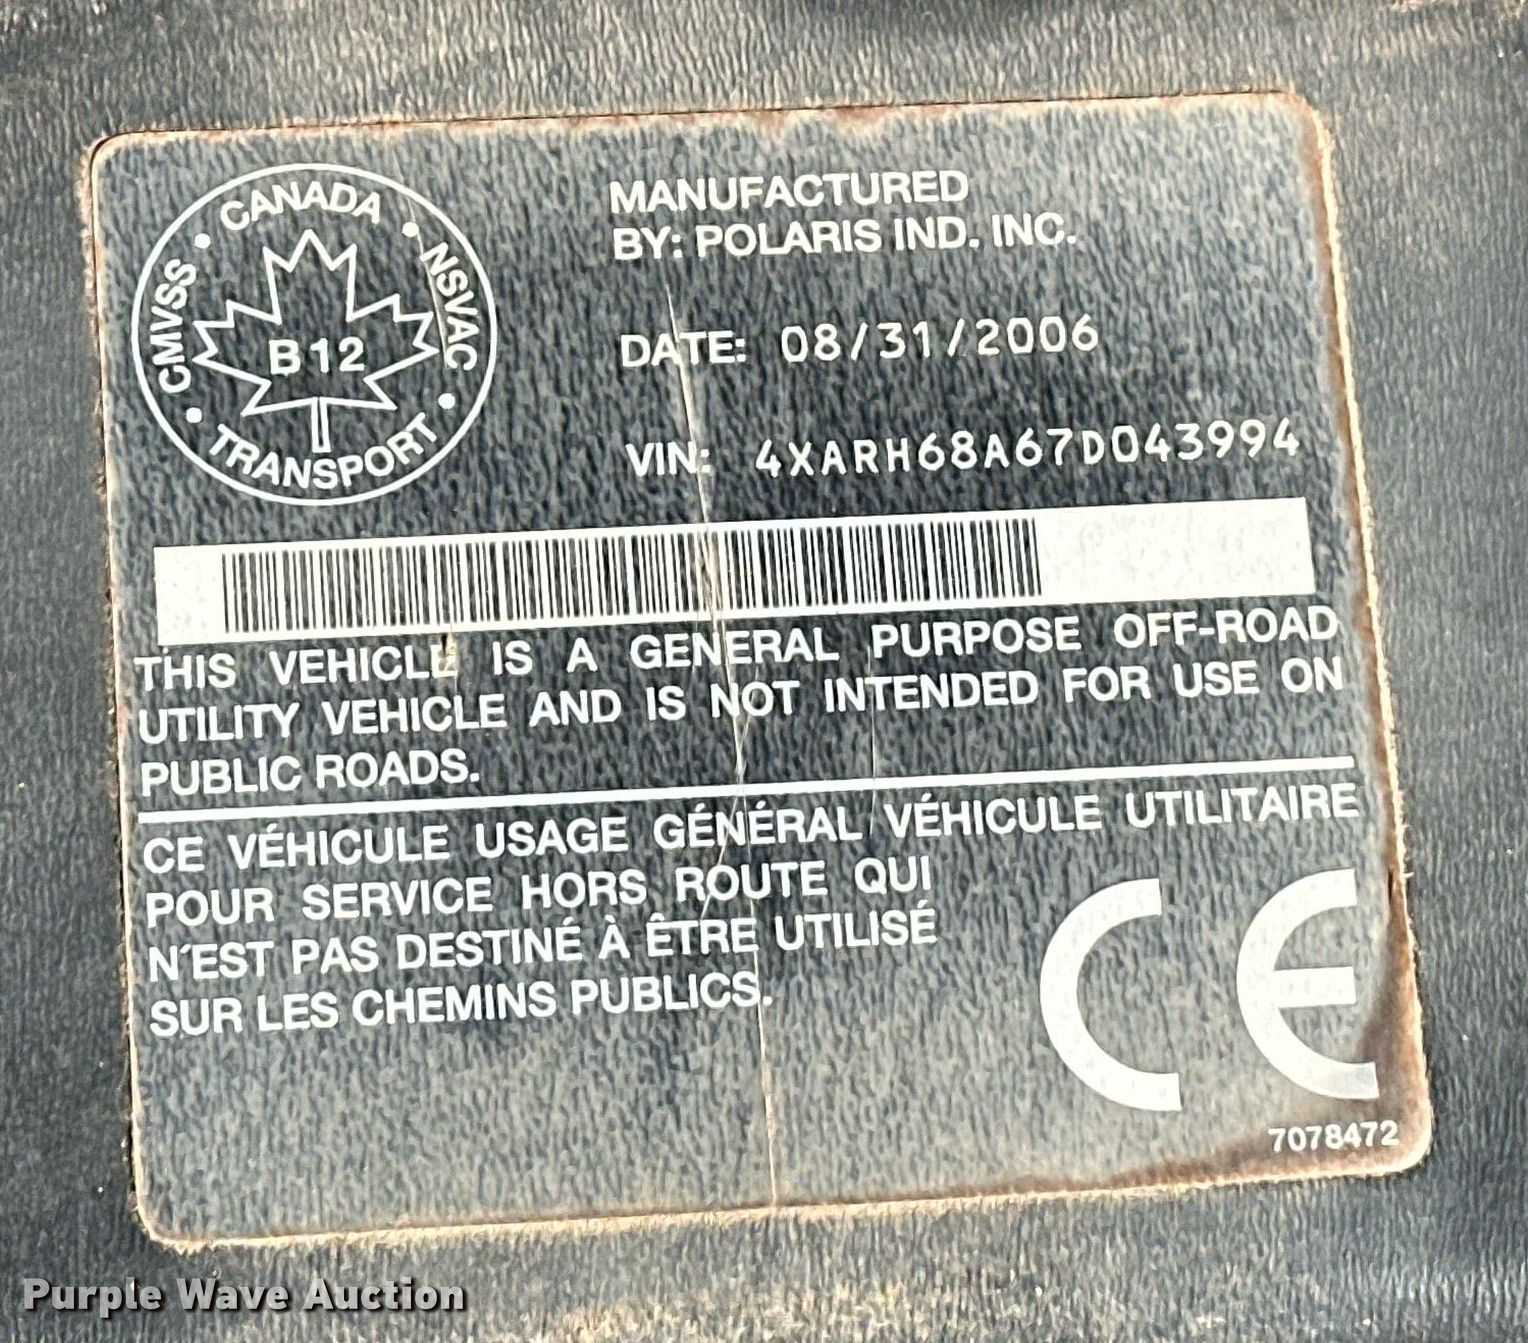 CMVSS • CANADA • NSVAC • TRANSPORT •
B12
MANUFACTURED
BY: POLARIS IND. INC.
DATE: 08/31/2006
VIN: 4XARH68A67D043994
THIS VEHICLE IS A GENERAL PURPOSE OFF-ROAD
UTILITY VEHICLE AND IS NOT INTENDED FOR USE ON
PUBLIC ROADS.
CE VÉHICULE USAGE GÉNÉRAL VÉHICULE UTILITAIRE
POUR SERVICE HORS ROUTE QUI
N'EST PAS DESTINÉ À ÊTRE UTILISÉ
SUR LES CHEMINS PUBLICS.
CE
7078472
Purple Wave Auction